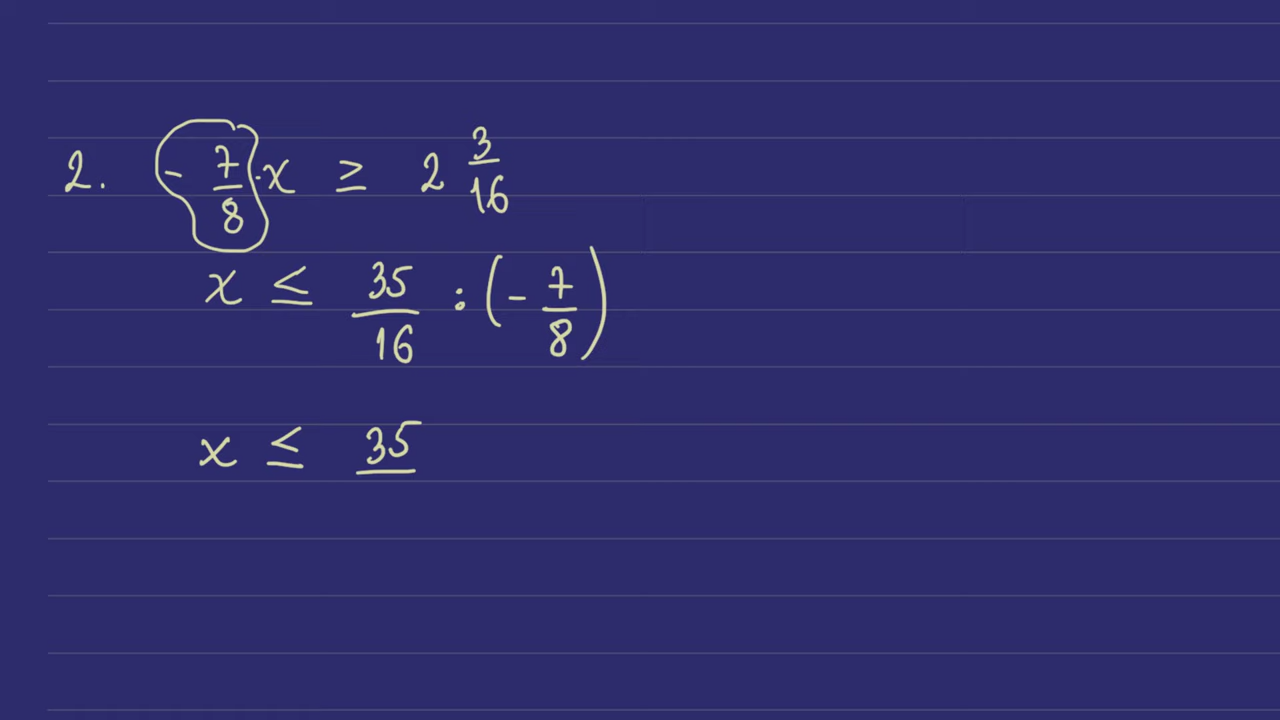 2. - 7/8 · x ≥ 2 3/16
x ≤ 35/16 : (- 7/8)
x ≤ 35